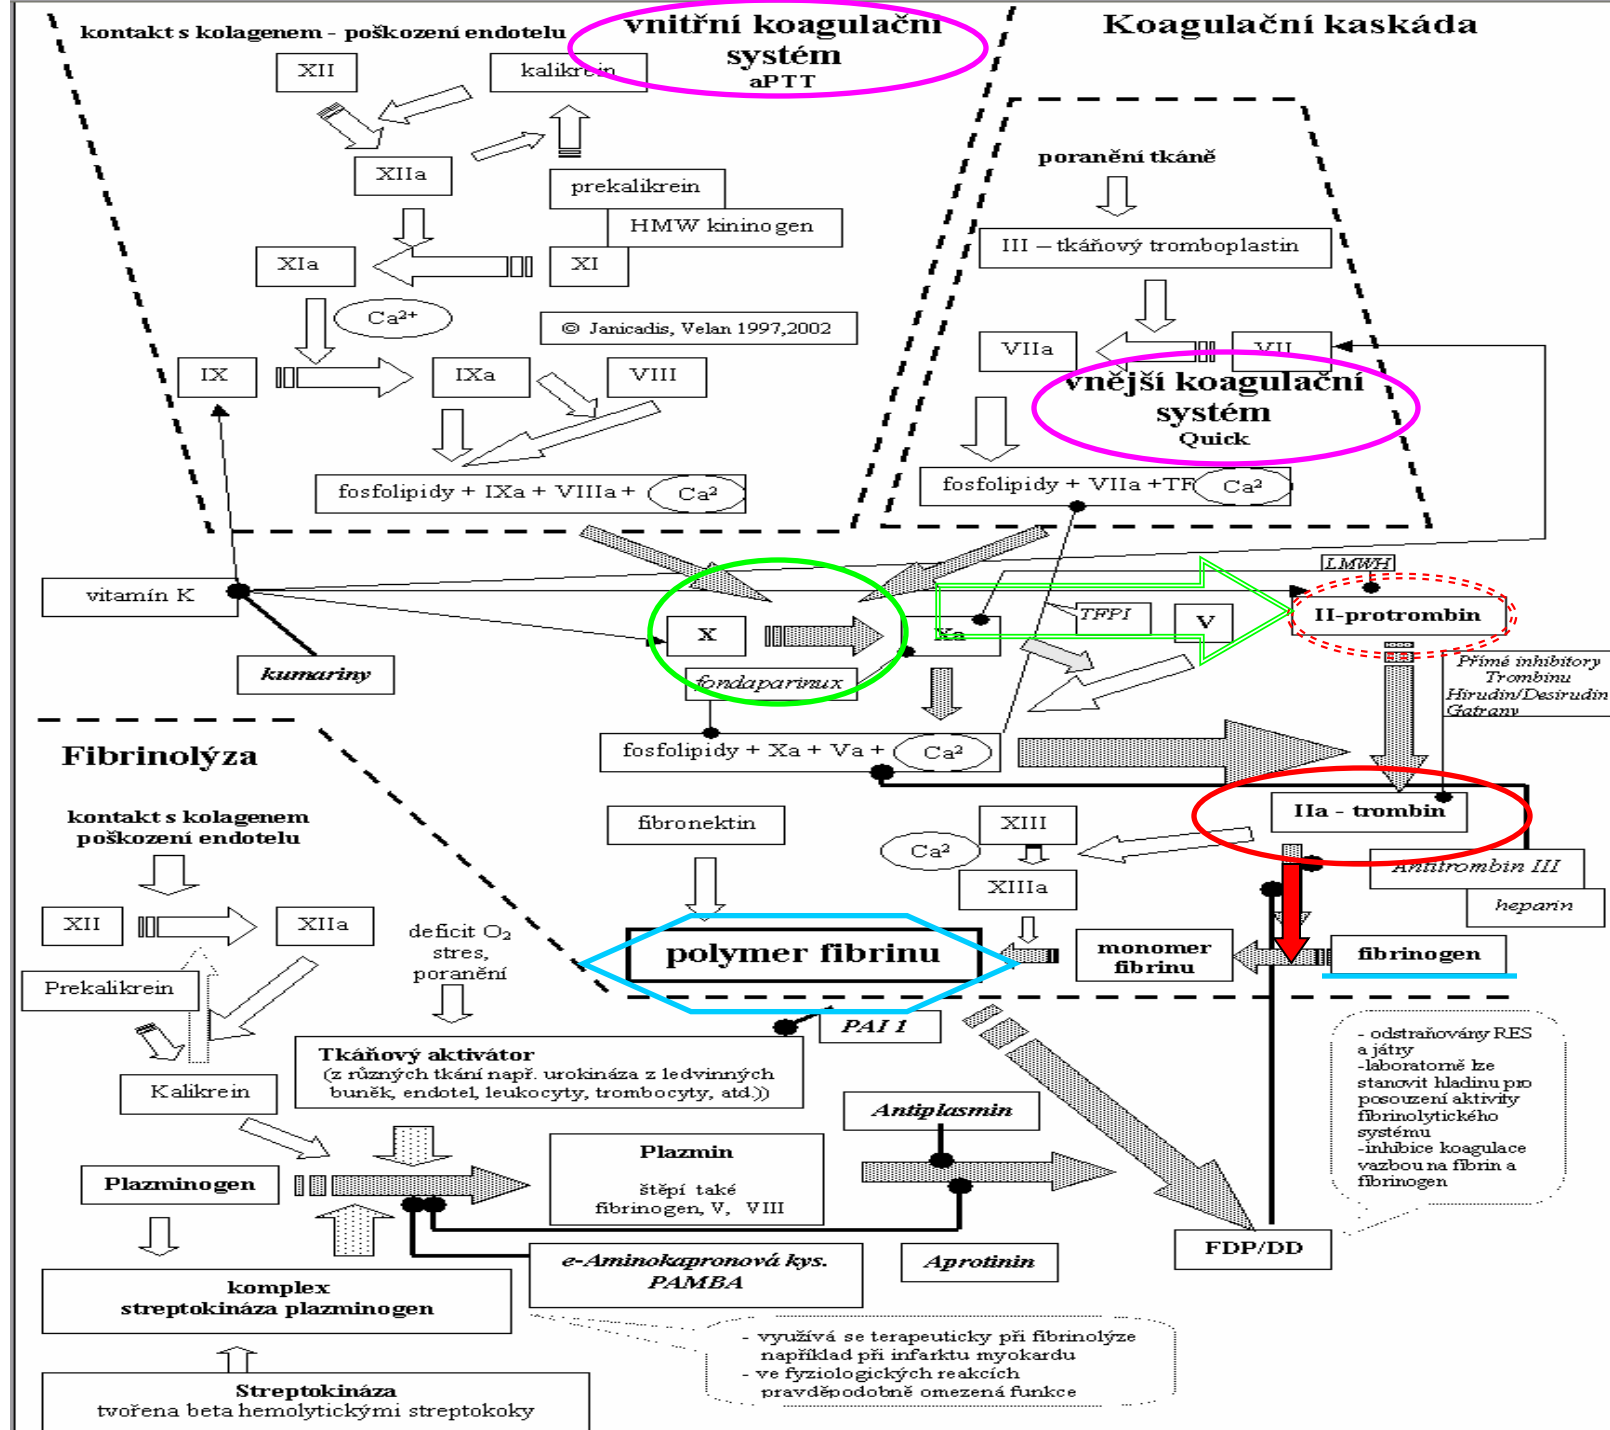 kontakt s kolagenem - poškození endotelu
vnitřní koagulační
systém
aPTT
Koagulační kaskáda
XII
kalikrein
XIIa
prekalikrein
HMW kininogen
XIa
XI
Ca²⁺
© Janicadis, Velan 1997,2002
IX
IXa
VIII
fosfolipidy + IXa + VIIIa +
Ca²
poranění tkáně
III – tkáňový tromboplastin
VIIa
VII
vnější koagulační
systém
Quick
fosfolipidy + VIIa +TF
Ca²
vitamín K
kumariny
X
Xa
fondaparinux
TFPI
V
LMWH
II-protrombin
Přímé inhibitory
Trombinu
Hirudin/Desirudin
Gatrany
fosfolipidy + Xa + Va +
Ca²
IIa - trombin
Antitrombin III
heparin
fibronektin
XIII
Ca²
XIIIa
polymer fibrinu
monomer
fibrinu
fibrinogen
Fibrinolýza
kontakt s kolagenem
poškození endotelu
XII
XIIa
Prekalikrein
Kalikrein
deficit O₂
stres,
poranění
PAI 1
Tkáňový aktivátor
(z různých tkání např. urokináza z ledvinných
buněk, endotel, leukocyty, trombocyty, atd.))
Antiplasmin
Plazminogen
Plazmin
štěpí také
fibrinogen, V, VIII
e-Aminokapronová kys.
PAMBA
Aprotinin
FDP/DD
- odstraňovány RES
a játry
-laboratorně lze
stanovit hladinu pro
posouzení aktivity
fibrinolytického
systému
-inhibice koagulace
vazbou na fibrin a
fibrinogen
komplex
streptokináza plazminogen
- využívá se terapeuticky při fibrinolýze
například při infarktu myokardu
- ve fyziologických reakcích
pravděpodobně omezená funkce
Streptokináza
tvořena beta hemolytickými streptokoky